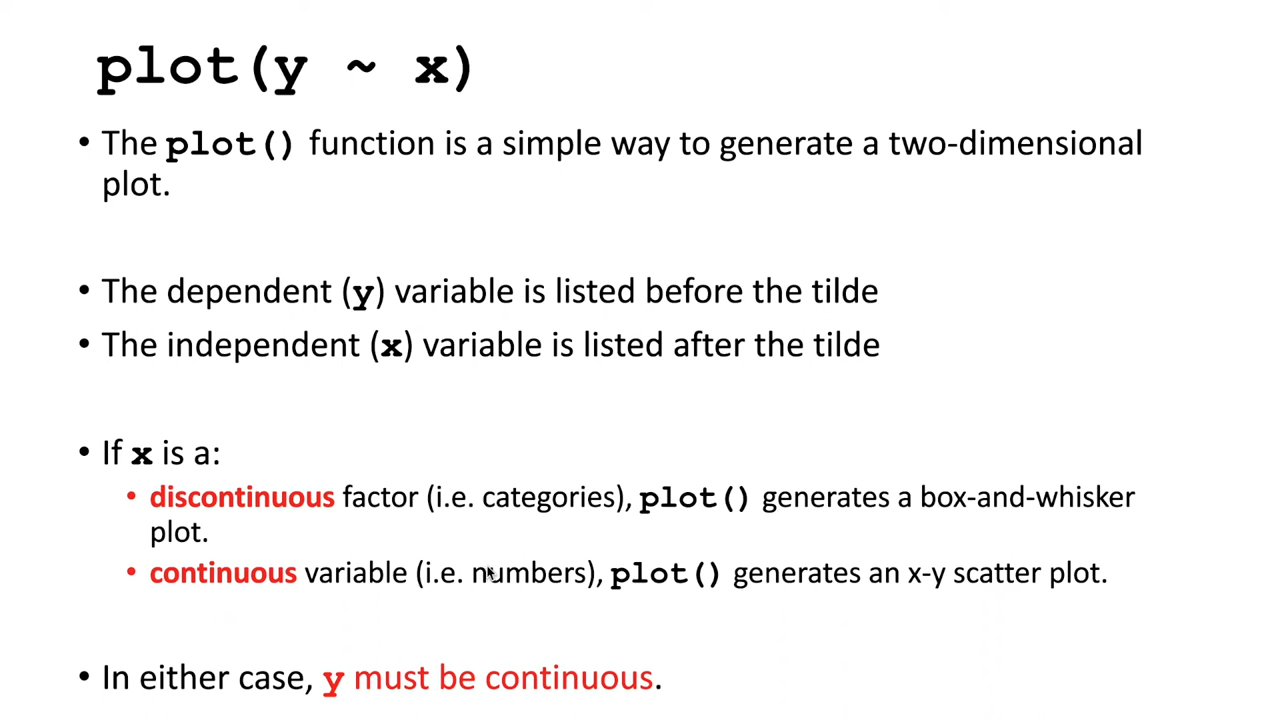 plot(y ~ x)
• The plot() function is a simple way to generate a two-dimensional
plot.
• The dependent (y) variable is listed before the tilde
• The independent (x) variable is listed after the tilde
• If x is a:
• discontinuous factor (i.e. categories), plot() generates a box-and-whisker
plot.
• continuous variable (i.e. numbers), plot() generates an x-y scatter plot.
• In either case, y must be continuous.